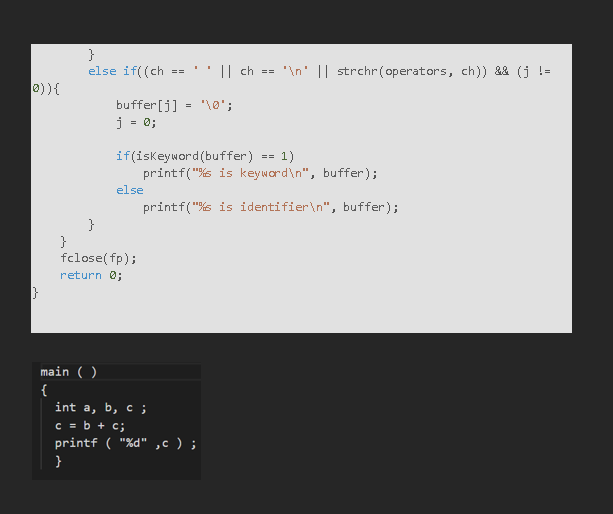 }
else if((ch == ' ' || ch == '\n' || strchr(operators, ch)) && (j !=
0)){
buffer[j] = '\0';
j = 0;
if(isKeyword(buffer) == 1)
printf("%s is keyword\n", buffer);
else
printf("%s is identifier\n", buffer);
}
}
fclose(fp);
return 0;
}
main ( )
{
int a, b, c ;
c = b + c;
printf ( "%d" ,c ) ;
}